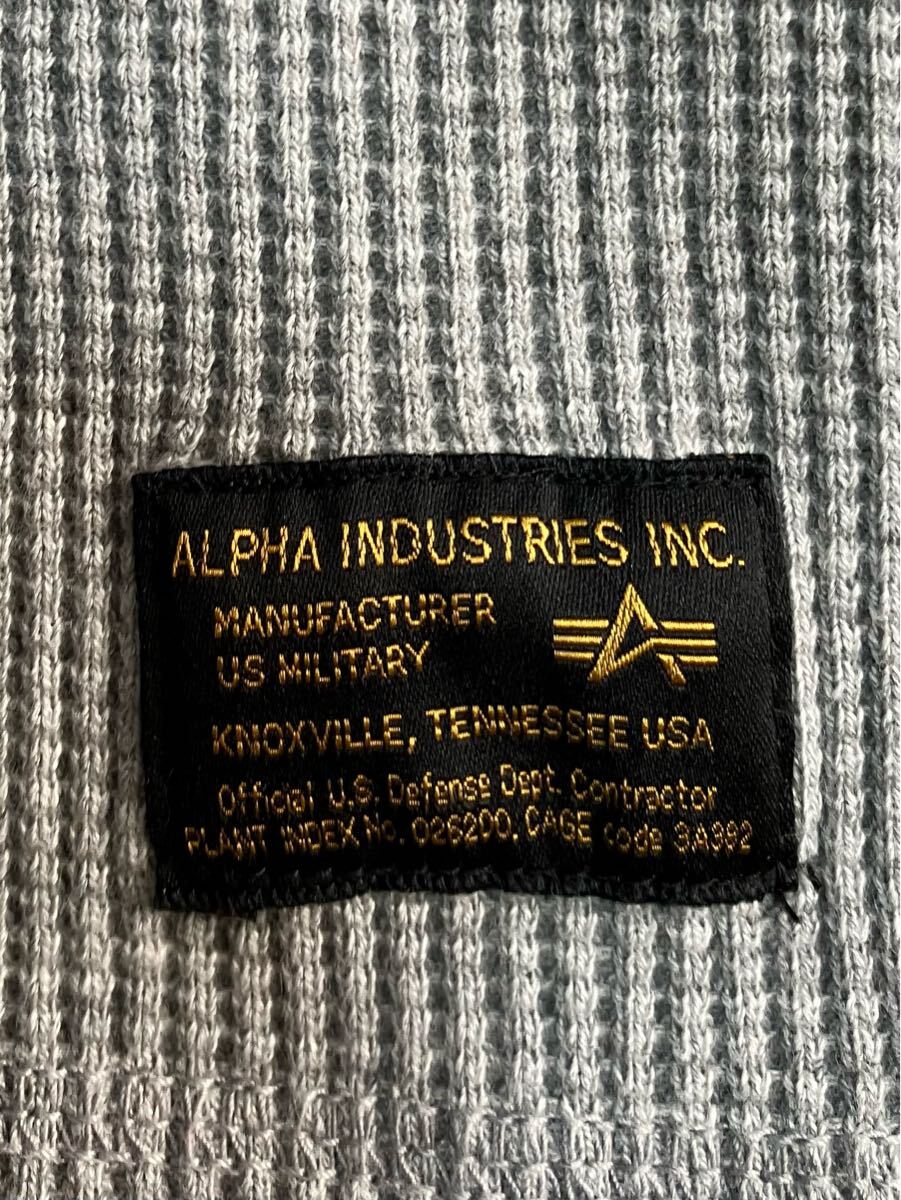 ALPHA INDUSTRIES INC.
MANUFACTURER
US MILITARY
KNOXVILLE, TENNESSEE USA
Official U.S. Defense Dept. Contractor
PLANT INDEX No. 026200. CAGE code 3A382